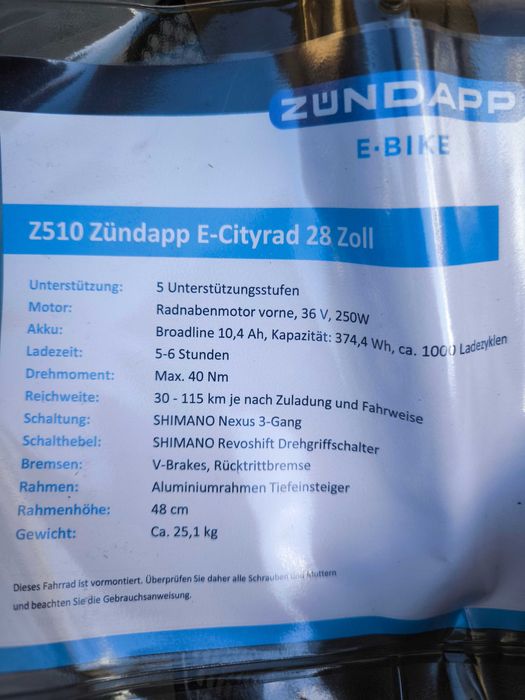 ZÜNDAPP
E-BIKE
Z510 Zündapp E-Cityrad 28 Zoll
Unterstützung: 5 Unterstützungsstufen
Motor: Radnabenmotor vorne, 36 V, 250W
Akku: Broadline 10,4 Ah, Kapazität: 374,4 Wh, ca. 1000 Ladezyklen
Ladezeit: 5-6 Stunden
Drehmoment: Max. 40 Nm
Reichweite: 30 - 115 km je nach Zuladung und Fahrweise
Schaltung: SHIMANO Nexus 3-Gang
Schalthebel: SHIMANO Revoshift Drehgriffschalter
Bremsen: V-Brakes, Rücktrittbremse
Rahmen: Aluminiumrahmen Tiefeinsteiger
Rahmenhöhe: 48 cm
Gewicht: Ca. 25,1 kg
Dieses Fahrrad ist vormontiert. Überprüfen Sie daher alle Schrauben und Muttern
und beachten Sie die Gebrauchsanweisung.